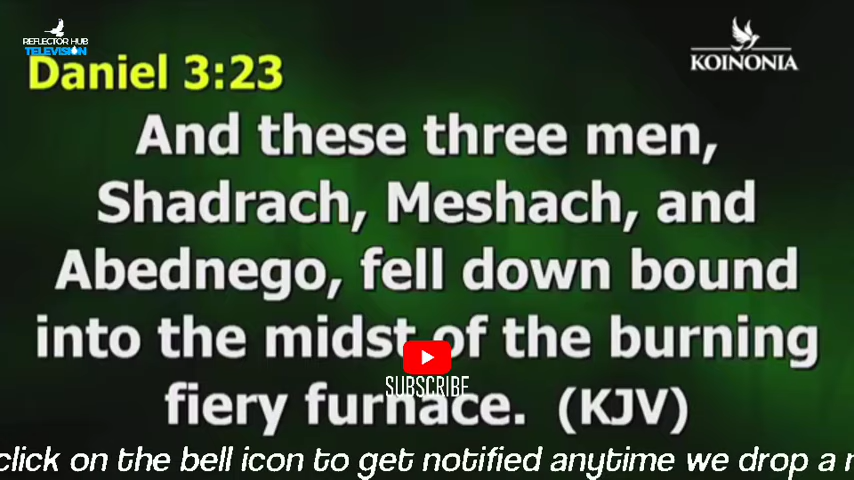 REFLECTOR HUB
TELEVISION
KOINONIA
Daniel 3:23
And these three men,
Shadrach, Meshach, and
Abednego, fell down bound
into the midst of the burning
fiery furnace. (KJV)
SUBSCRIBE
click on the bell icon to get notified anytime we drop a